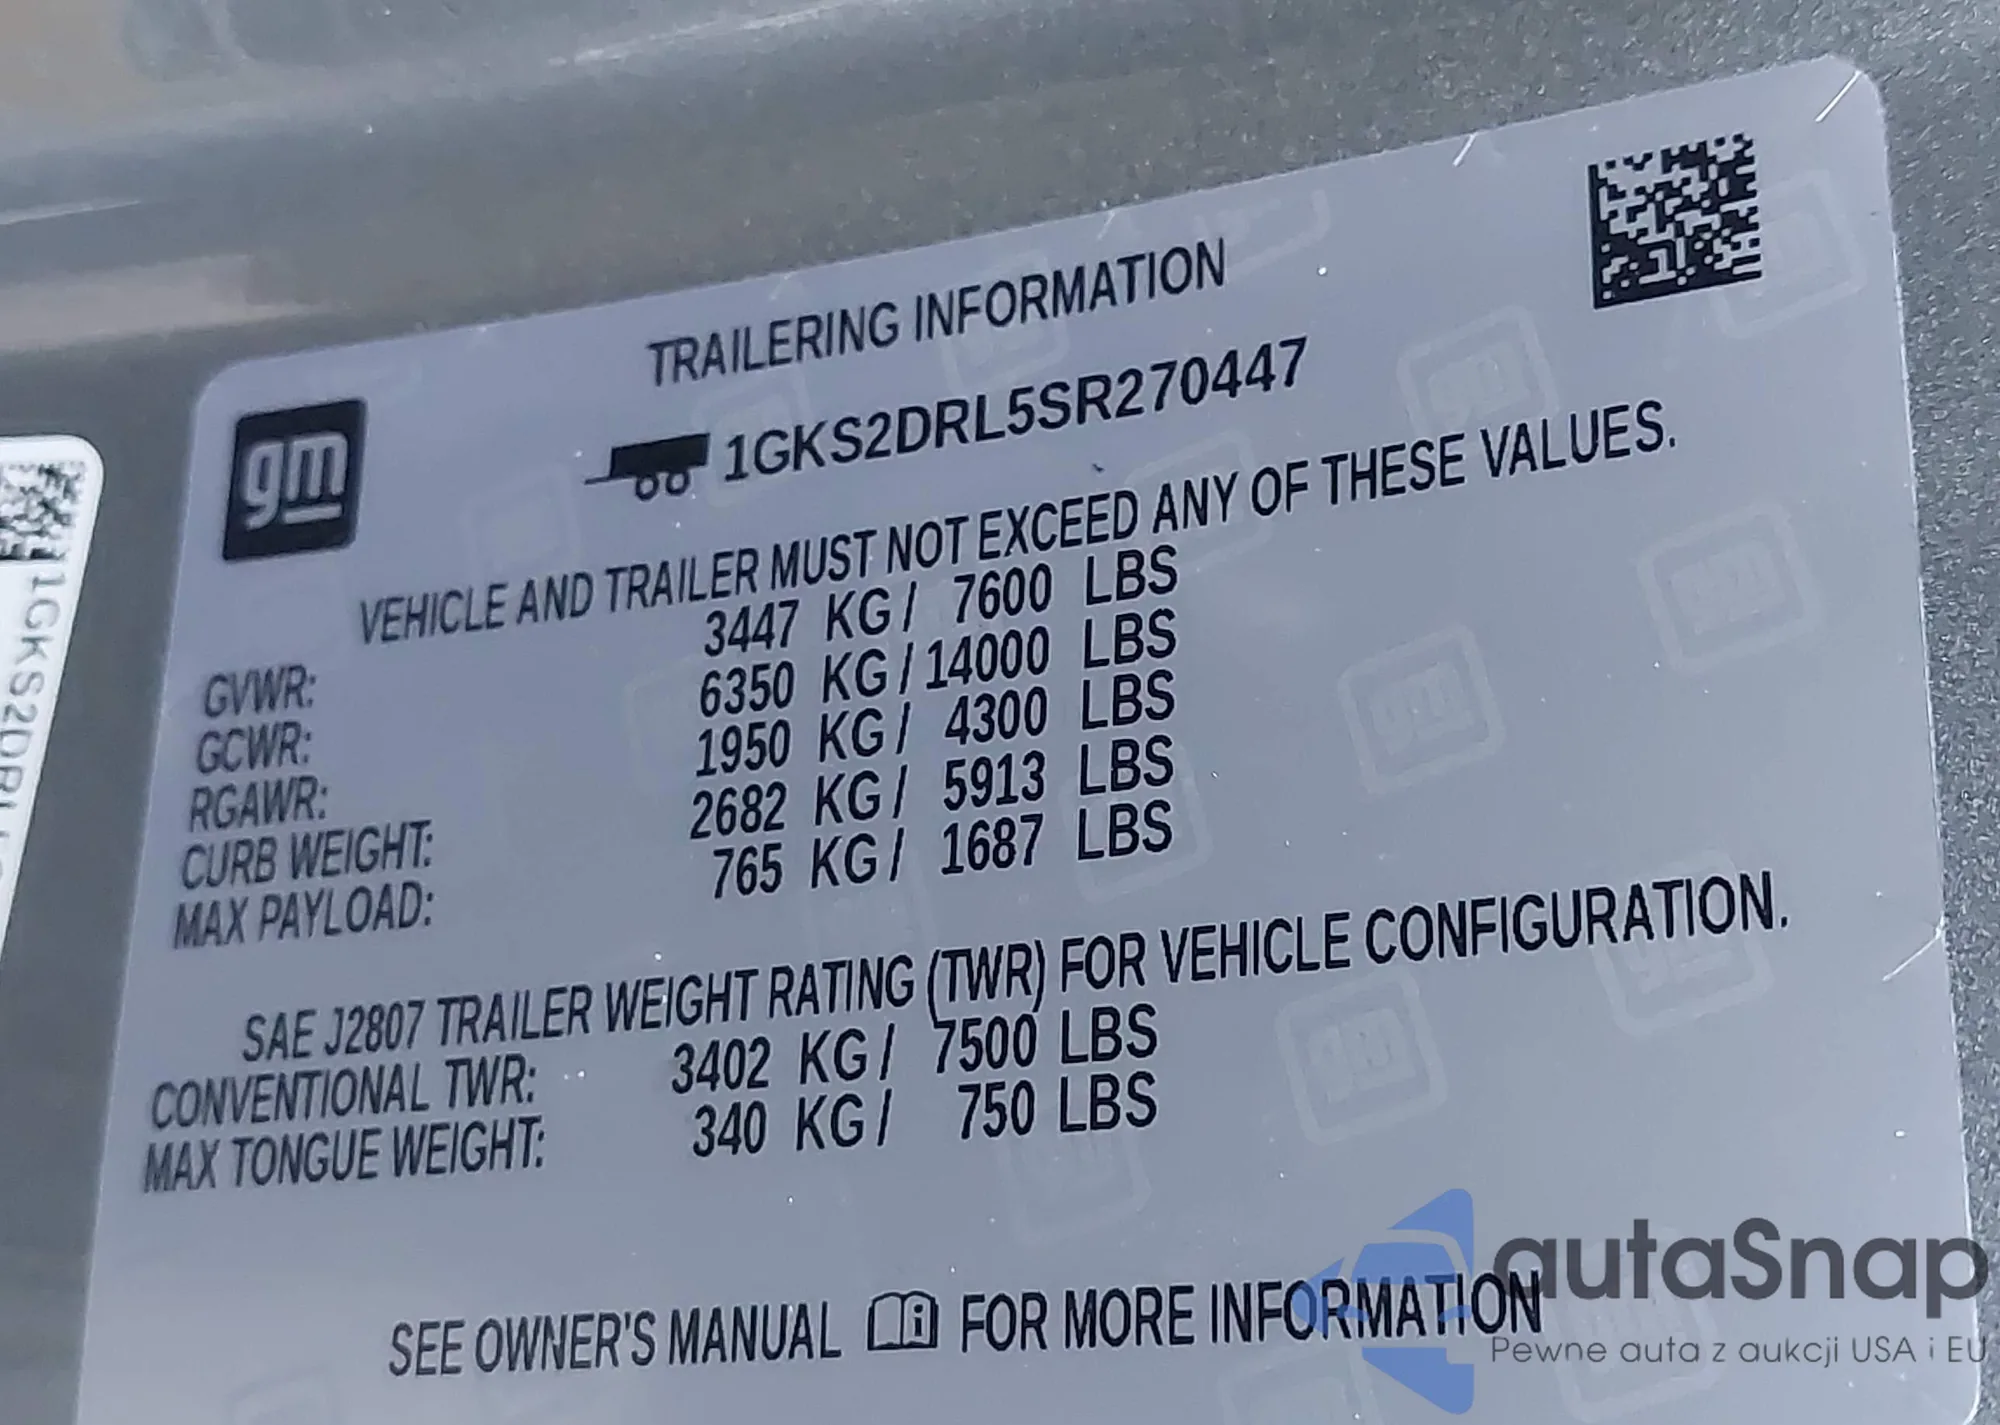 TRAILERING INFORMATION
gm
1GKS2DRL5SR270447
VEHICLE AND TRAILER MUST NOT EXCEED ANY OF THESE VALUES.
GVWR: 3447 KG / 7600 LBS
GCWR: 6350 KG / 14000 LBS
RGAWR: 1950 KG / 4300 LBS
CURB WEIGHT: 2682 KG / 5913 LBS
MAX PAYLOAD: 765 KG / 1687 LBS
SAE J2807 TRAILER WEIGHT RATING (TWR) FOR VEHICLE CONFIGURATION.
CONVENTIONAL TWR: 3402 KG / 7500 LBS
MAX TONGUE WEIGHT: 340 KG / 750 LBS
SEE OWNER'S MANUAL FOR MORE INFORMATION
1GKS2DRL
autaSnap
Pewne auta z aukcji USA i EU